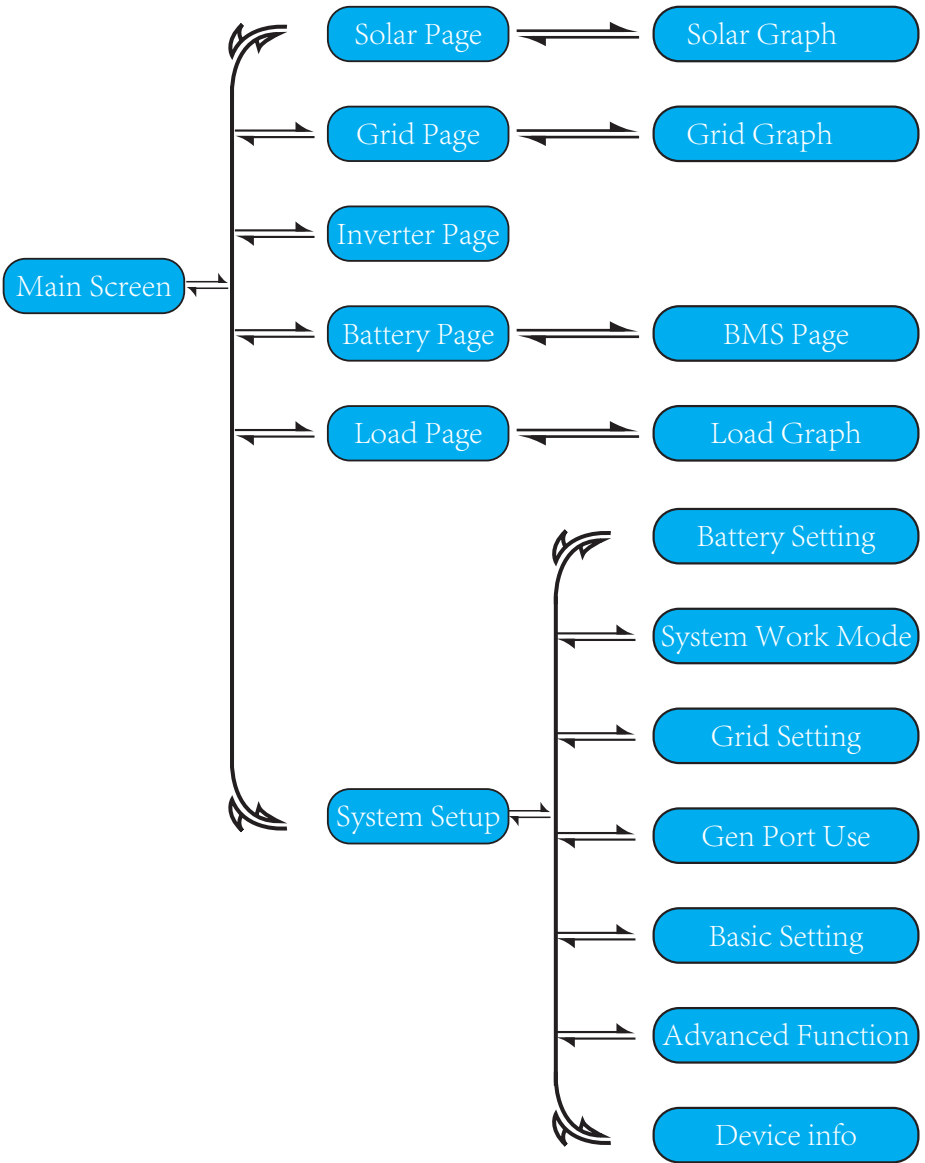 Solar Page
Solar Graph
Grid Page
Grid Graph
Inverter Page
Main Screen
Battery Page
BMS Page
Load Page
Load Graph
Battery Setting
System Work Mode
Grid Setting
System Setup
Gen Port Use
Basic Setting
Advanced Function
Device info